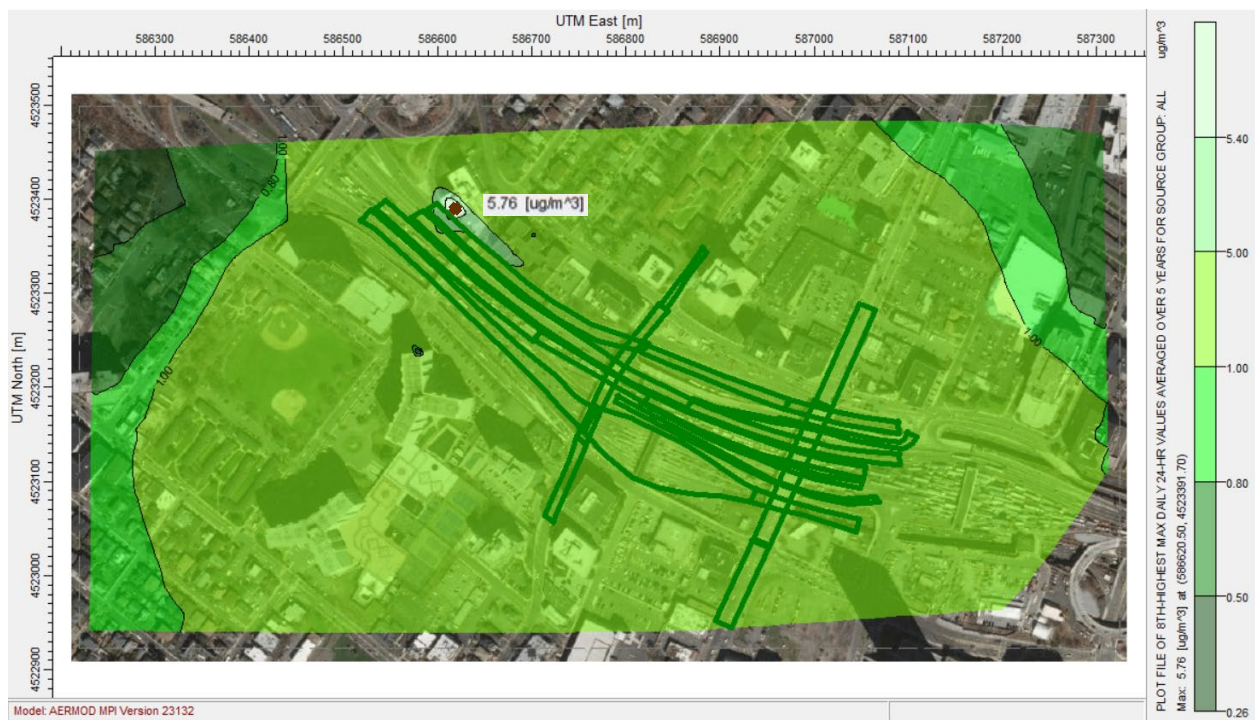 UTM East [m]
586300 586400 586500 586600 586700 586800 586900 587000 587100 587200 587300
UTM North [m]
4523500
4523400
4523300
4523200
4523100
4523000
4522900
1.00
0.80
5.76 [ug/m^3]
1.00
1.00
PLOT FILE OF 8TH-HIGHEST MAX DAILY 24-HR VALUES AVERAGED OVER 5 YEARS FOR SOURCE GROUP: ALL
ug/m^3
Max: 5.76 [ug/m^3] at (586620.50, 4523391.70)
5.40
5.00
1.00
0.80
0.50
0.26
Model: AERMOD MPI Version 23132